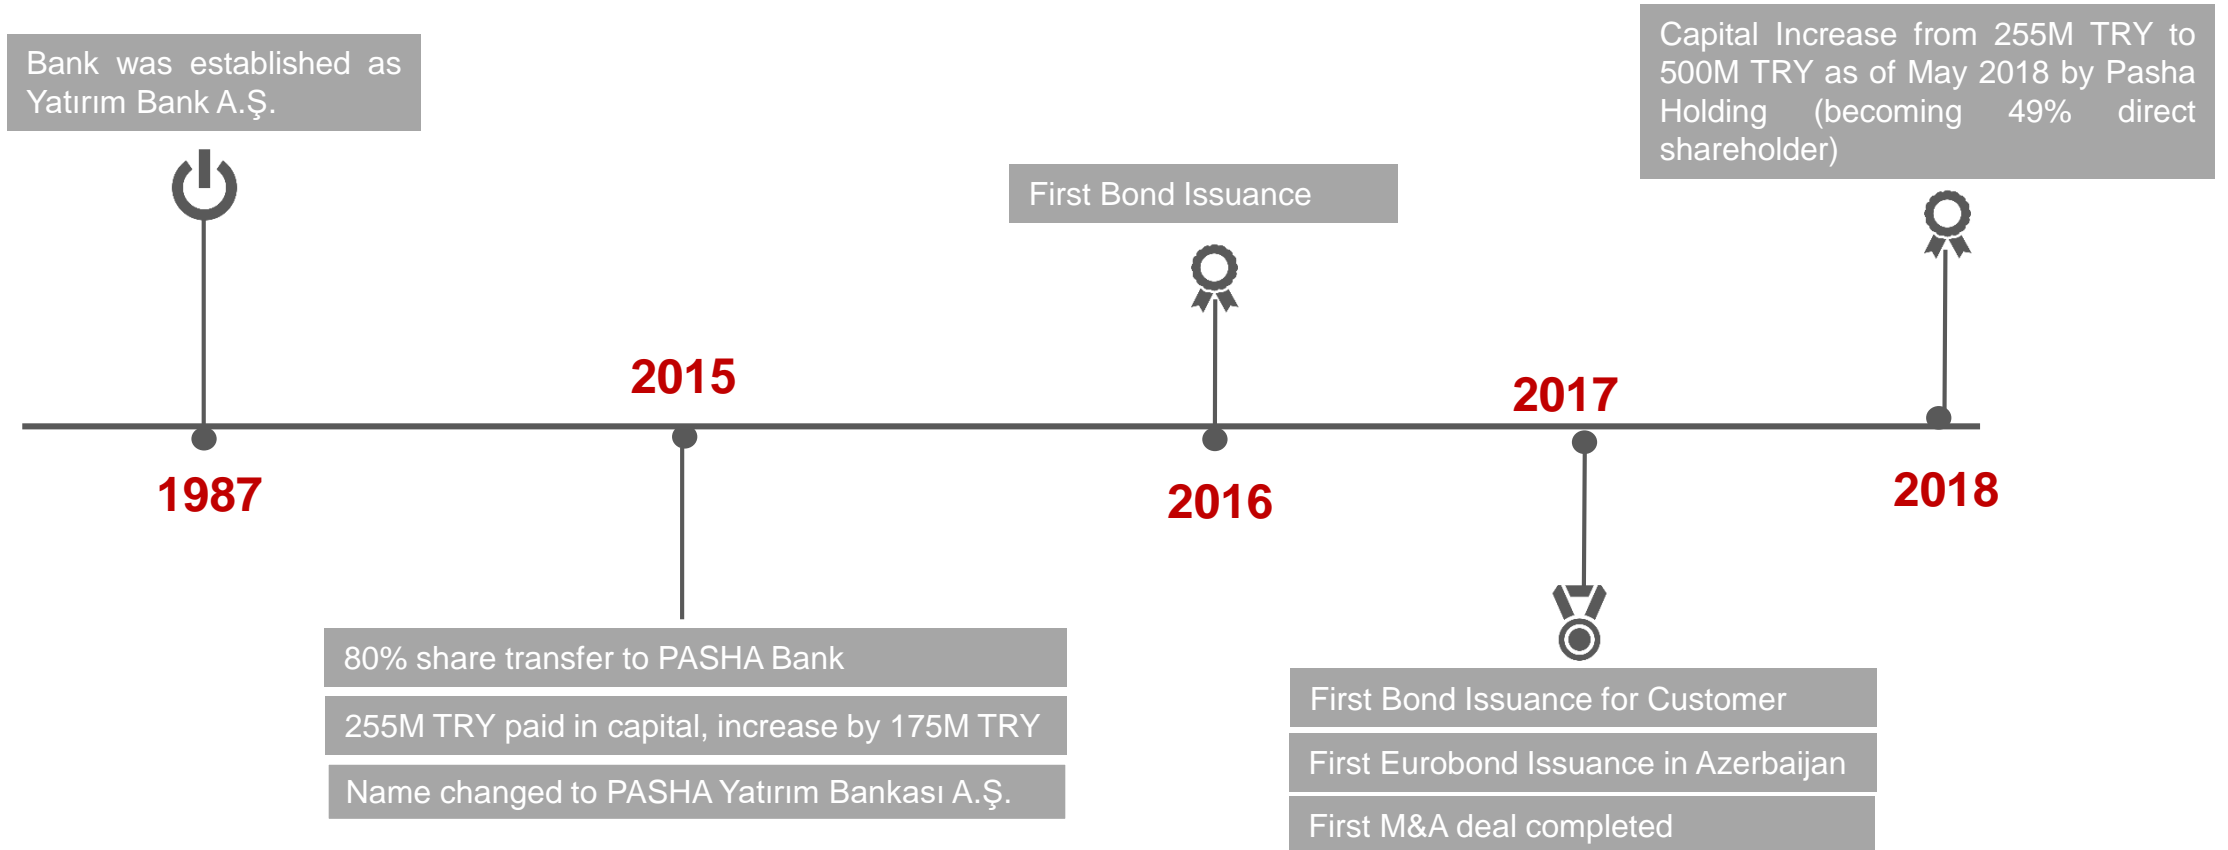 Bank was established as
Yatırım Bank A.Ş.
Capital Increase from 255M TRY to
500M TRY as of May 2018 by Pasha
Holding (becoming 49% direct
shareholder)
First Bond Issuance
2015
2017
1987
2016
2018
80% share transfer to PASHA Bank
255M TRY paid in capital, increase by 175M TRY
Name changed to PASHA Yatırım Bankası A.Ş.
First Bond Issuance for Customer
First Eurobond Issuance in Azerbaijan
First M&A deal completed